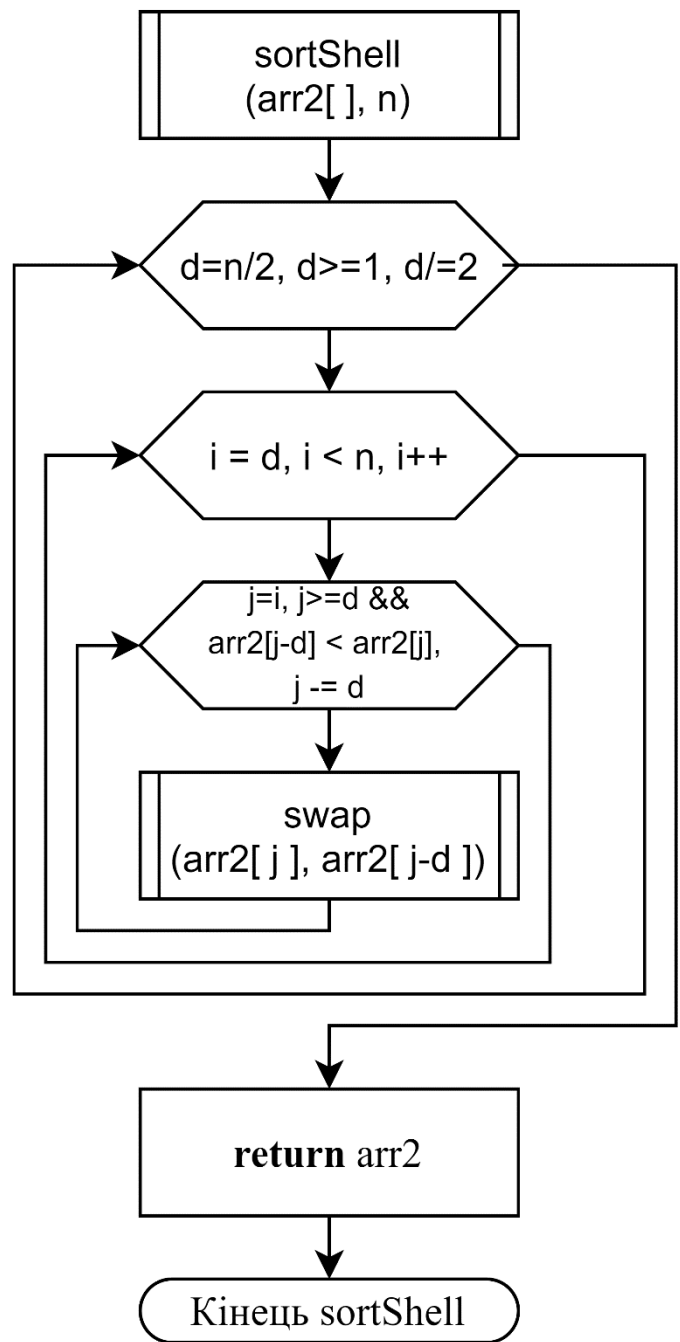 sortShell
(arr2[ ], n)
d=n/2, d>=1, d/=2
i = d, i < n, i++
j=i, j>=d &&
arr2[j-d] < arr2[j],
j -= d
swap
(arr2[ j ], arr2[ j-d ])
return arr2
Кінець sortShell